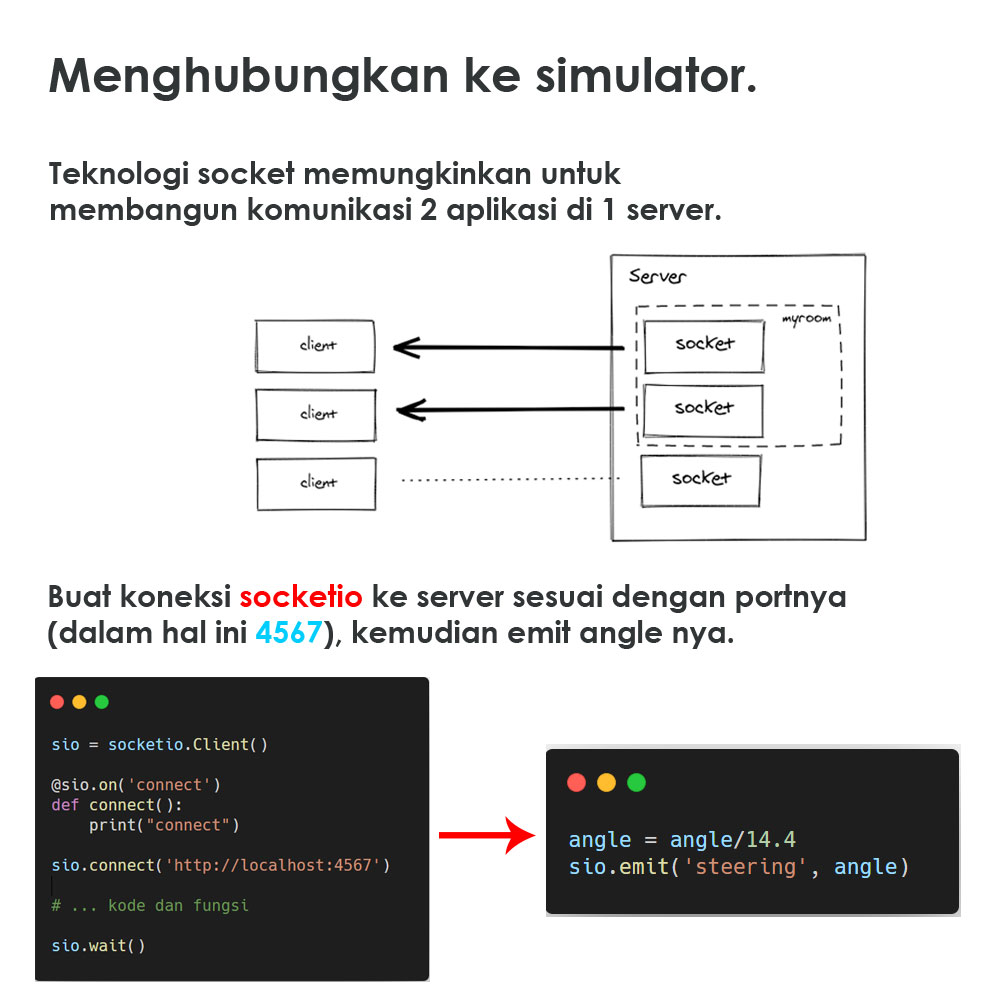 Menghubungkan ke simulator.
Teknologi socket memungkinkan untuk
membangun komunikasi 2 aplikasi di 1 server.
Server
myroom
client
socket
client
socket
client
socket
Buat koneksi socketio ke server sesuai dengan portnya
(dalam hal ini 4567), kemudian emit angle nya.
sio = socketio.Client()
@sio.on('connect')
def connect():
    print("connect")
sio.connect('http://localhost:4567')
# ... kode dan fungsi
sio.wait()
angle = angle/14.4
sio.emit('steering', angle)